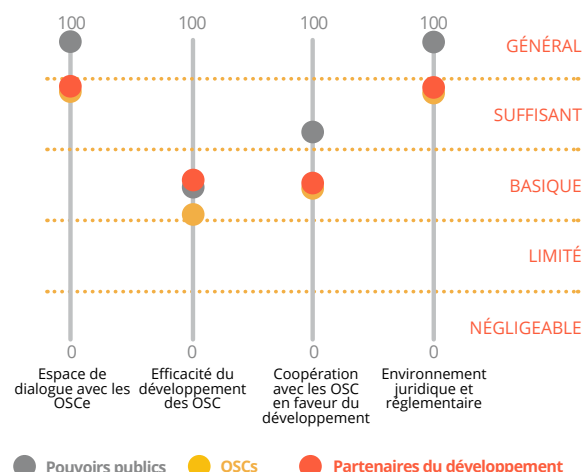 100 100 100 100
GÉNÉRAL
SUFFISANT
BASIQUE
LIMITÉ
NÉGLIGEABLE
0 0 0 0
Espace de
dialogue avec les
OSCe
Efficacité du
développement
des OSC
Coopération
avec les OSC
en faveur du
développement
Environnement
juridique et
réglementaire
Pouvoirs publics
OSCs
Partenaires du développement